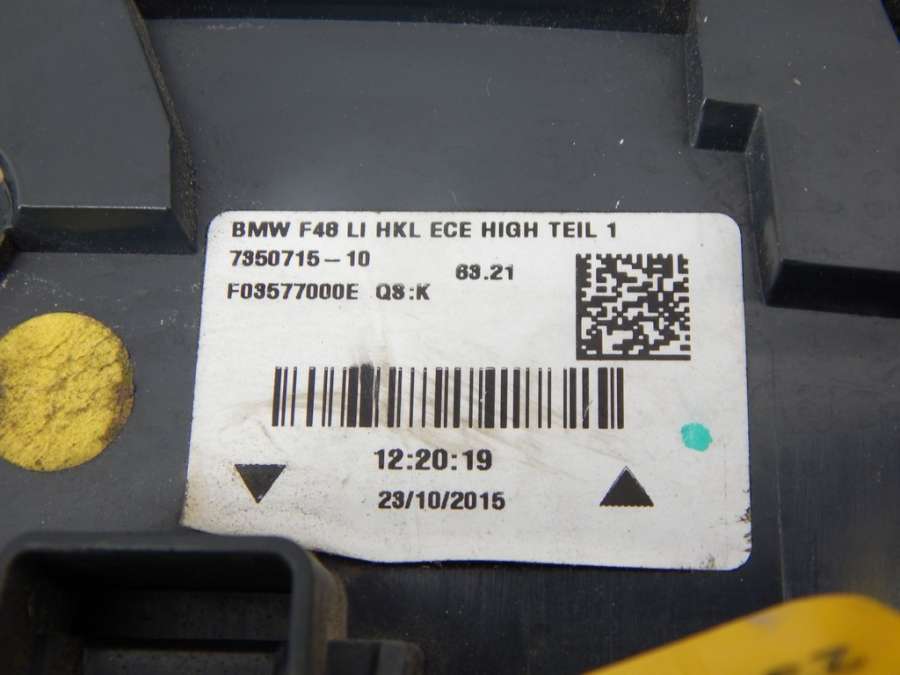 BMW F48 LI HKL ECE HIGH TEIL 1
7350715-10
63.21
F03577000E QS:K
12:20:19
23/10/2015